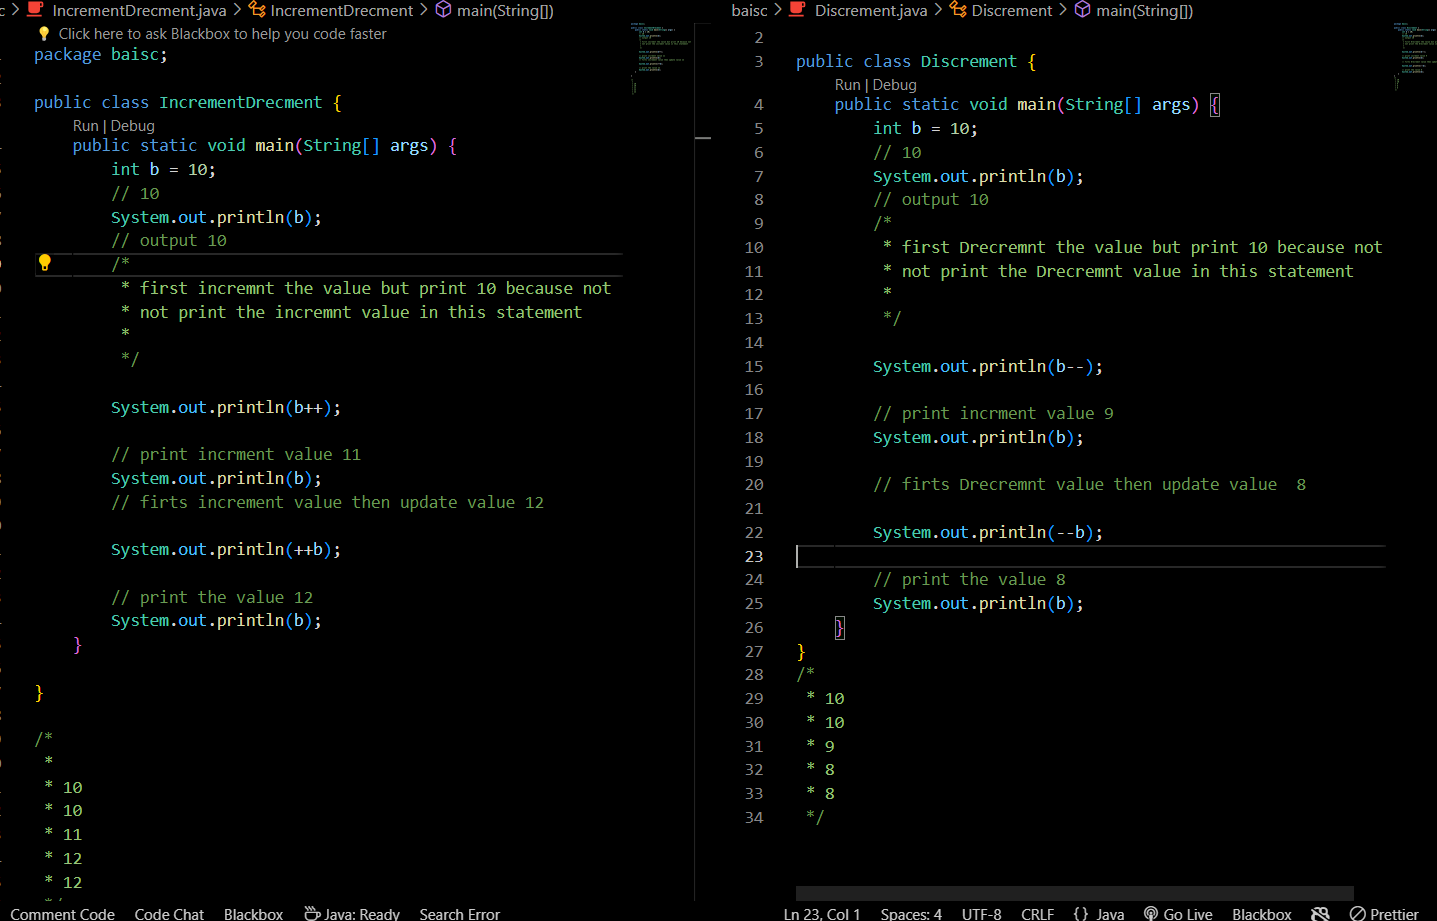 c > IncrementDrecment.java > IncrementDrecment > main(String[])
Click here to ask Blackbox to help you code faster
package baisc;
public class IncrementDrecment {
Run | Debug
public static void main(String[] args) {
int b = 10;
// 10
System.out.println(b);
// output 10
/*
* first incremnt the value but print 10 because not
* not print the incremnt value in this statement
*
*/
System.out.println(b++);
// print incrment value 11
System.out.println(b);
// firts increment value then update value 12
System.out.println(++b);
// print the value 12
System.out.println(b);
}
}
/*
*
* 10
* 10
* 11
* 12
* 12
baisc > Discrement.java > Discrement > main(String[])
2
3 public class Discrement {
Run | Debug
4 public static void main(String[] args) {
5 int b = 10;
6 // 10
7 System.out.println(b);
8 // output 10
9 /*
10 * first Drecremnt the value but print 10 because not
11 * not print the Drecremnt value in this statement
12 *
13 */
14
15 System.out.println(b--);
16
17 // print incrment value 9
18 System.out.println(b);
19
20 // firts Drecremnt value then update value  8
21
22 System.out.println(--b);
23
24 // print the value 8
25 System.out.println(b);
26 }
27 }
28 /*
29 * 10
30 * 10
31 * 9
32 * 8
33 * 8
34 */
Comment Code Code Chat Blackbox Java: Ready Search Error Ln 23, Col 1 Spaces: 4 UTF-8 CRLF {} Java Go Live Blackbox Prettier